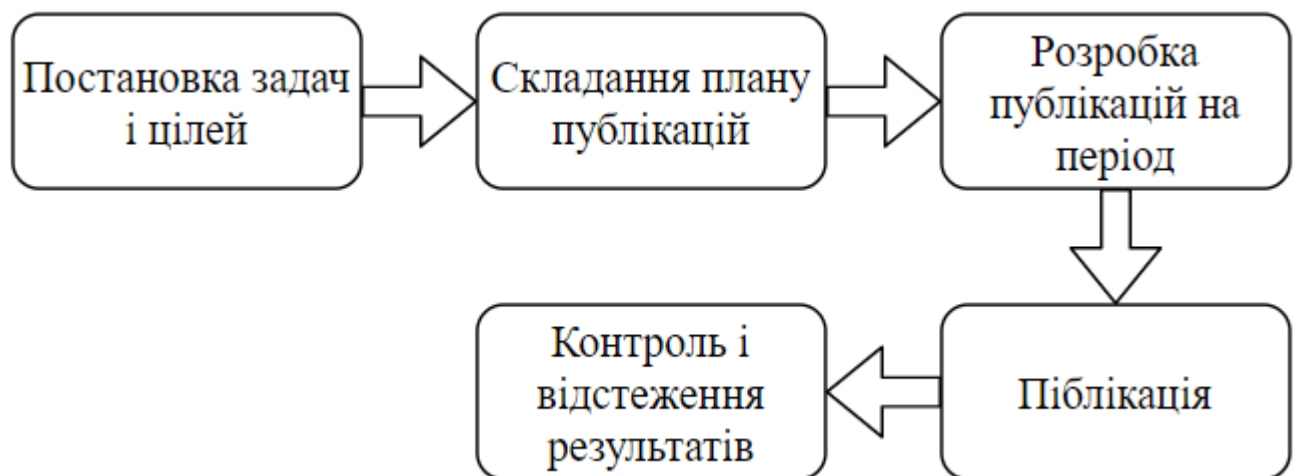 Постановка задач
і цілей
Складання плану
публікацій
Розробка
публікацій на
період
Піблікація
Контроль і
відстеження
результатів